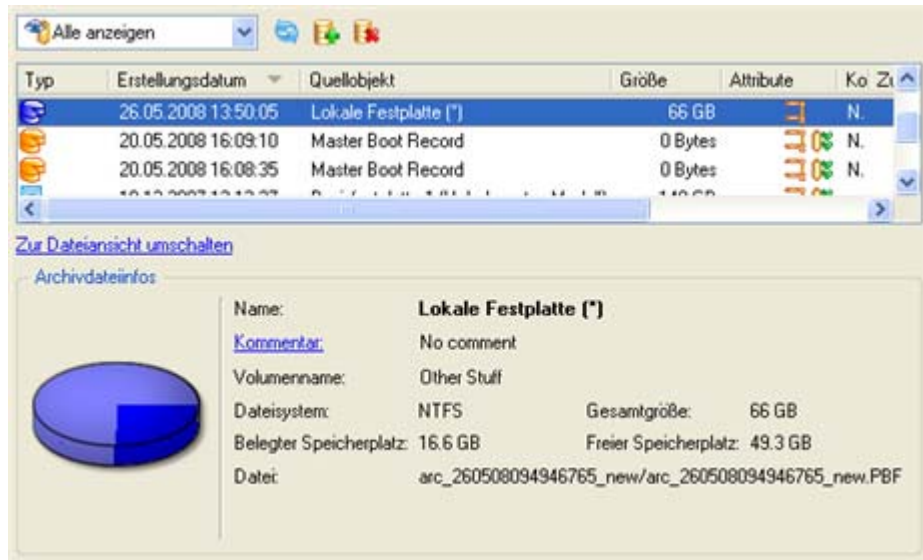 Alle anzeigen
Typ Erstellungsdatum Quellobjekt Größe Attribute Ko Zu
26.05.2008 13:50:05 Lokale Festplatte (*) 66 GB N.
20.05.2008 16:09:10 Master Boot Record 0 Bytes N.
20.05.2008 16:08:35 Master Boot Record 0 Bytes N.
Zur Dateiansicht umschalten
Archivdateiinfos
Name: Lokale Festplatte (*)
Kommentar: No comment
Volumenname: Other Stuff
Dateisystem: NTFS Gesamtgröße: 66 GB
Belegter Speicherplatz: 16.6 GB Freier Speicherplatz: 49.3 GB
Datei: arc_260508094946765_new/arc_260508094946765_new.PBF